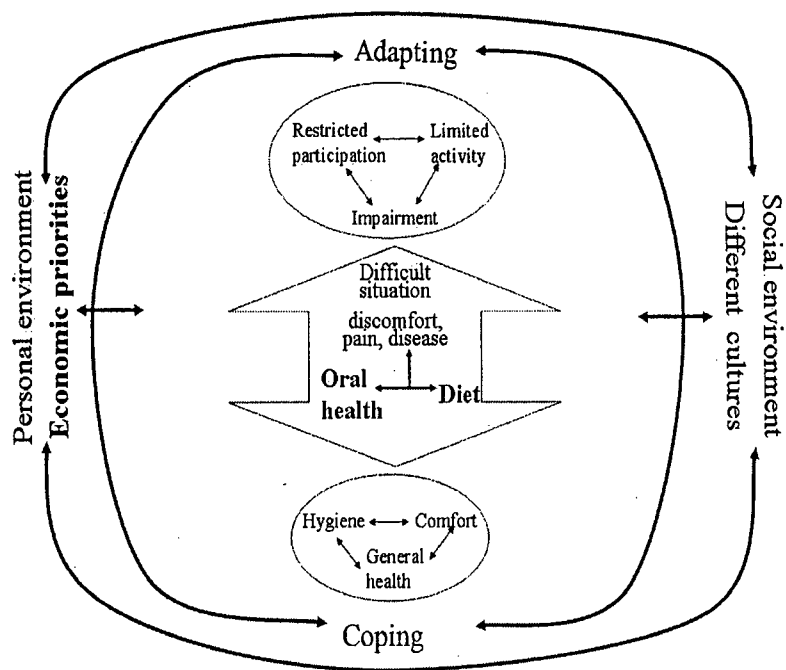 Adapting
Restricted
participation
Limited
activity
Impairment
Personal environment
Economic priorities
Social environment
Different cultures
Difficult
situation
discomfort,
pain, disease
Oral
health
Diet
Hygiene
Comfort
General
health
Coping